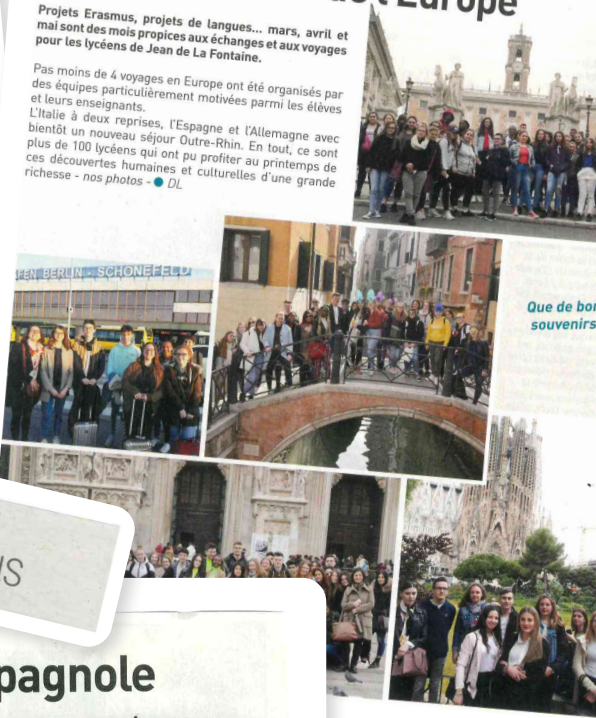 l'Europe
Projets Erasmus, projets de langues... mars, avril et
mai sont des mois propices aux échanges et aux voyages
pour les lycéens de Jean de La Fontaine.
Pas moins de 4 voyages en Europe ont été organisés par
des équipes particulièrement motivées parmi les élèves
et leurs enseignants.
L'Italie à deux reprises, l'Espagne et l'Allemagne avec
bientôt un nouveau séjour Outre-Rhin. En tout, ce sont
plus de 100 lycéens qui ont pu profiter au printemps de
ces découvertes humaines et culturelles d'une grande
richesse - nos photos - ● DL
FEN BERLIN - SCHÖNEFELD
Que de bon
souvenirs
US
pagnole